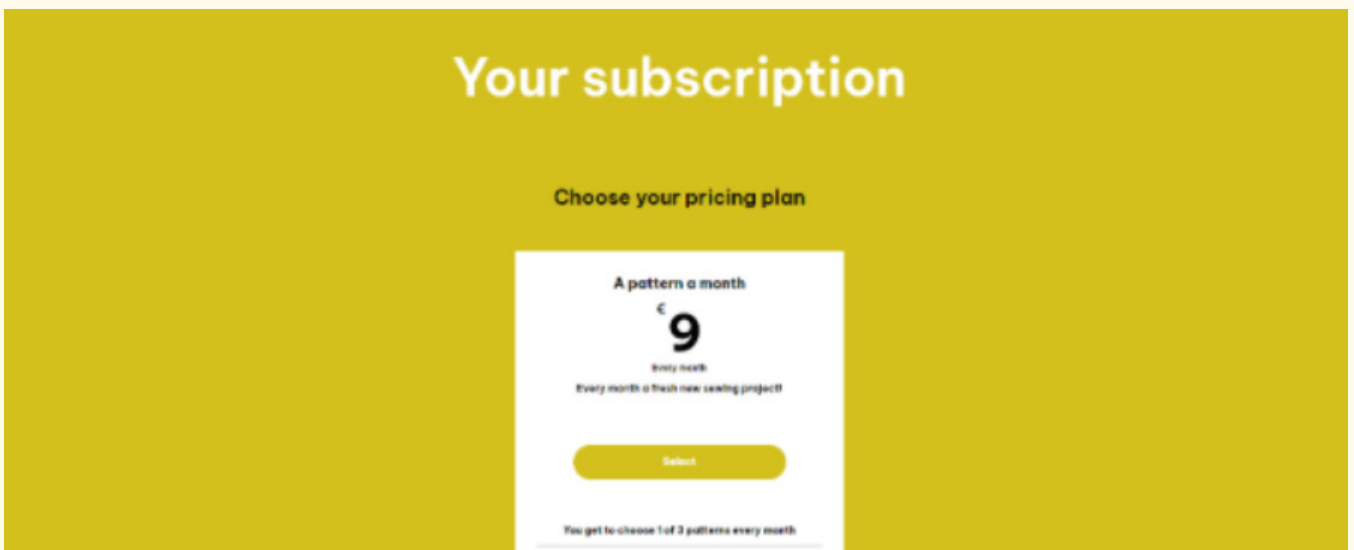 Your subscription
Choose your pricing plan
A pattern a month
€
9
Every month
Every month a fresh new sewing project!
Select
You get to choose 1 of 3 patterns every month